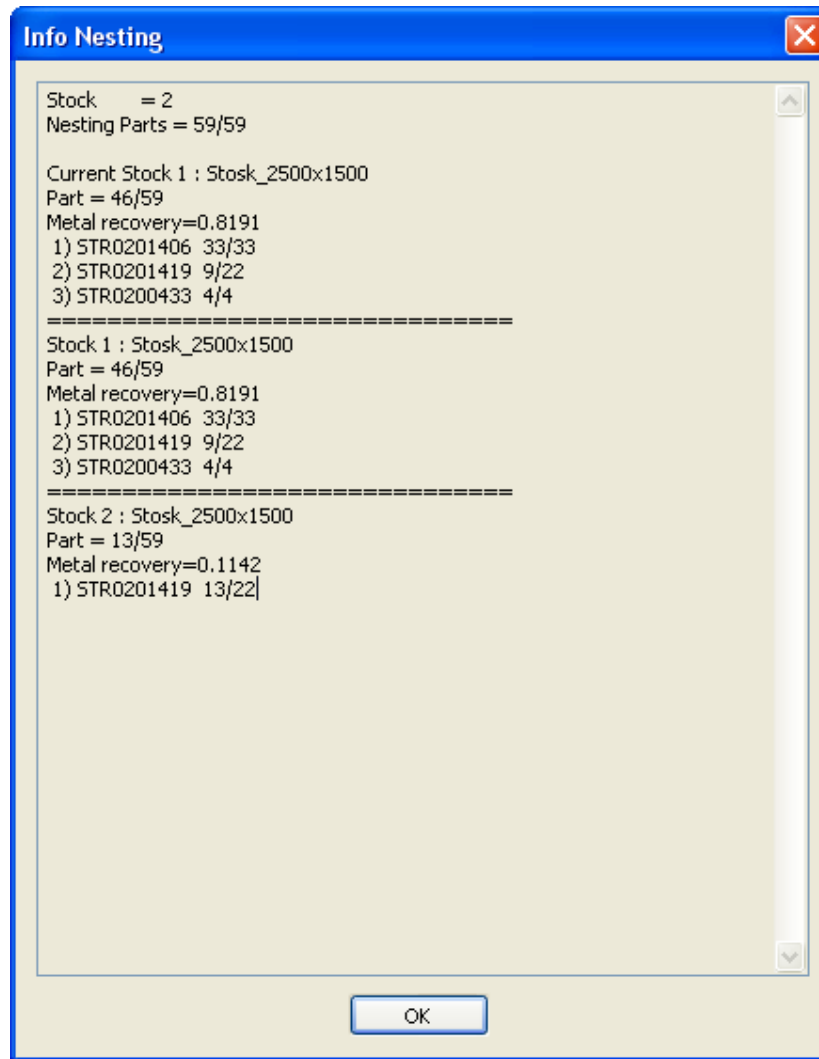 Info Nesting
Stock = 2
Nesting Parts = 59/59
Current Stock 1 : Stosk_2500x1500
Part = 46/59
Metal recovery=0.8191
1) STR0201406 33/33
2) STR0201419 9/22
3) STR0200433 4/4
===============================
Stock 1 : Stosk_2500x1500
Part = 46/59
Metal recovery=0.8191
1) STR0201406 33/33
2) STR0201419 9/22
3) STR0200433 4/4
===============================
Stock 2 : Stosk_2500x1500
Part = 13/59
Metal recovery=0.1142
1) STR0201419 13/22
OK